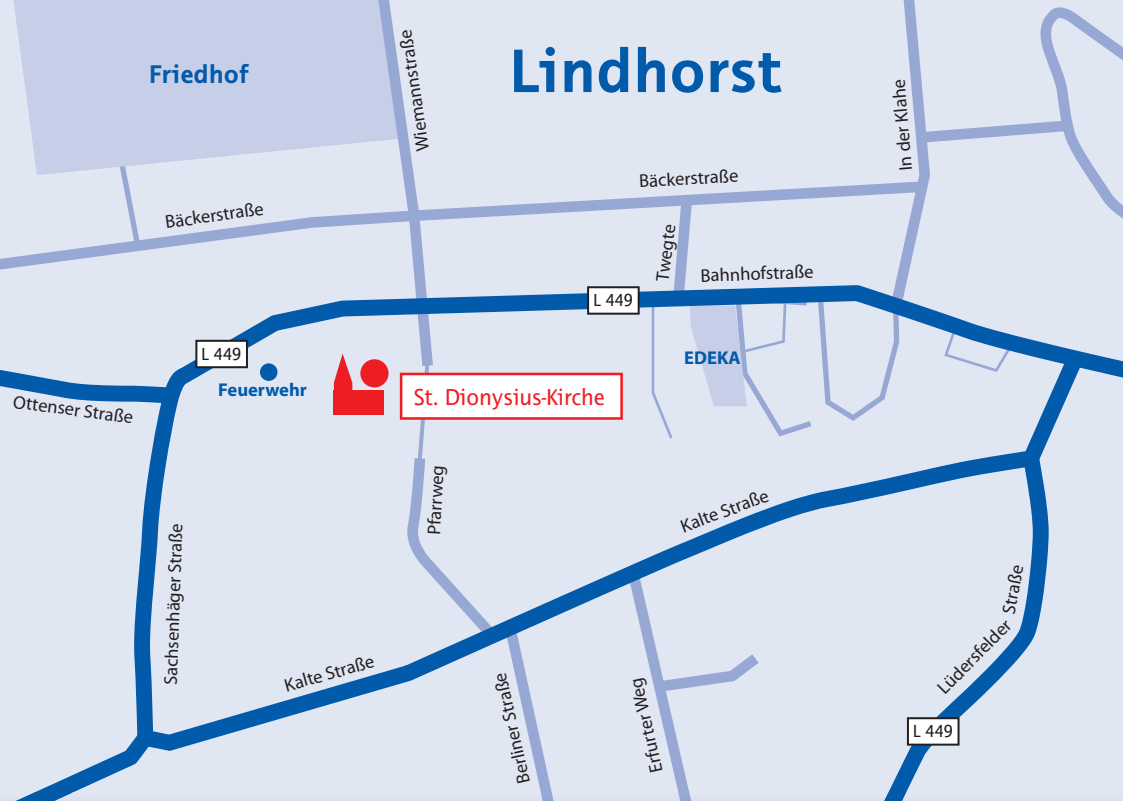 Friedhof
Wiemannstraße
Lindhorst
In der Klahe
Bäckerstraße
Bäckerstraße
Twegte
Bahnhofstraße
L 449
L 449
Feuerwehr
EDEKA
St. Dionysius-Kirche
Ottenser Straße
Pfarrweg
Kalte Straße
Sachsenhäger Straße
Lüdersfelder Straße
Kalte Straße
Berliner Straße
Erfurter Weg
L 449